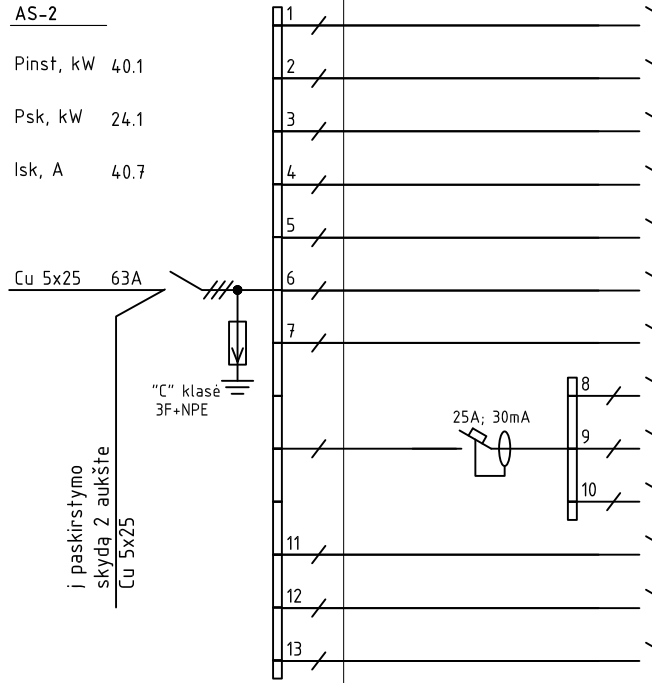 AS-2
Pinst, kW 40.1
Psk, kW 24.1
Isk, A 40.7
Cu 5x25 63A
"C" klasė
3F+NPE
į paskirstymo
skydą 2 aukšte
Cu 5x25
1
2
3
4
5
6
7
25A; 30mA
8
9
10
11
12
13